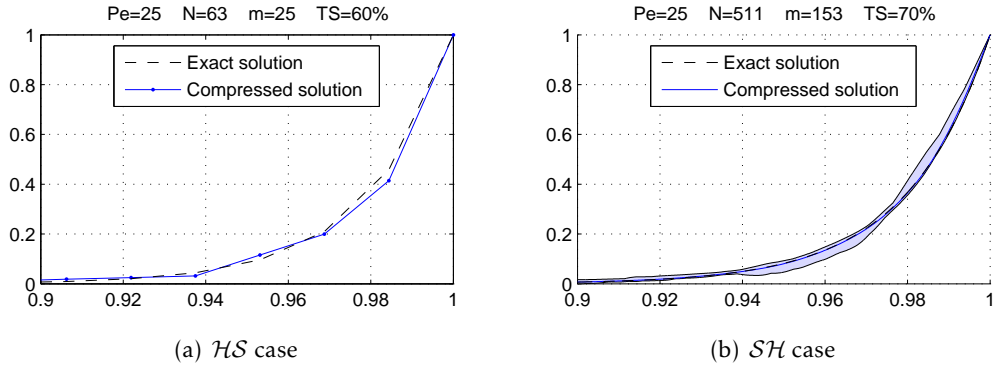 Pe=25 N=63 m=25 TS=60%
1
0.8
0.6
0.4
0.2
0
0.9 0.92 0.94 0.96 0.98 1
Exact solution
Compressed solution
(a) HS case
Pe=25 N=511 m=153 TS=70%
1
0.8
0.6
0.4
0.2
0
0.9 0.92 0.94 0.96 0.98 1
Exact solution
Compressed solution
(b) SH case